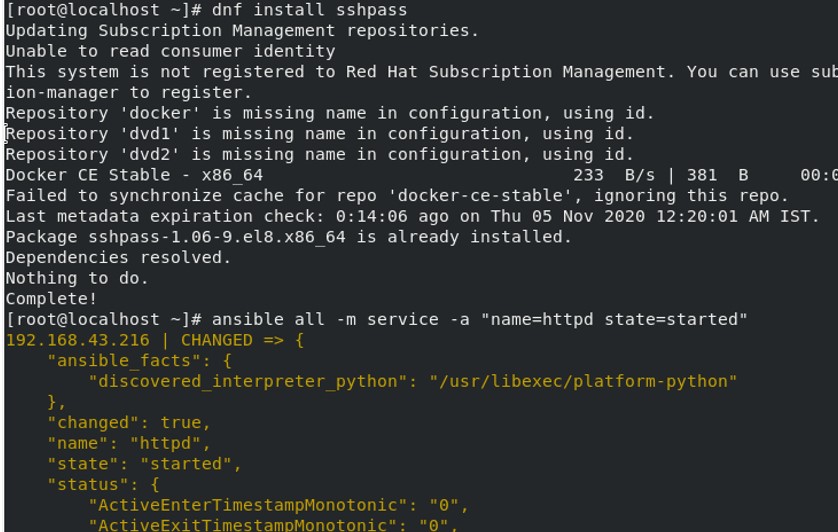 [root@localhost ~]# dnf install sshpass
Updating Subscription Management repositories.
Unable to read consumer identity
This system is not registered to Red Hat Subscription Management. You can use sub
ion-manager to register.
Repository 'docker' is missing name in configuration, using id.
Repository 'dvd1' is missing name in configuration, using id.
Repository 'dvd2' is missing name in configuration, using id.
Docker CE Stable - x86_64                              233  B/s | 381  B     00:0
Failed to synchronize cache for repo 'docker-ce-stable', ignoring this repo.
Last metadata expiration check: 0:14:06 ago on Thu 05 Nov 2020 12:20:01 AM IST.
Package sshpass-1.06-9.el8.x86_64 is already installed.
Dependencies resolved.
Nothing to do.
Complete!
[root@localhost ~]# ansible all -m service -a "name=httpd state=started"
192.168.43.216 | CHANGED => {
    "ansible_facts": {
        "discovered_interpreter_python": "/usr/libexec/platform-python"
    },
    "changed": true,
    "name": "httpd",
    "state": "started",
    "status": {
        "ActiveEnterTimestampMonotonic": "0",
        "ActiveExitTimestampMonotonic": "0",